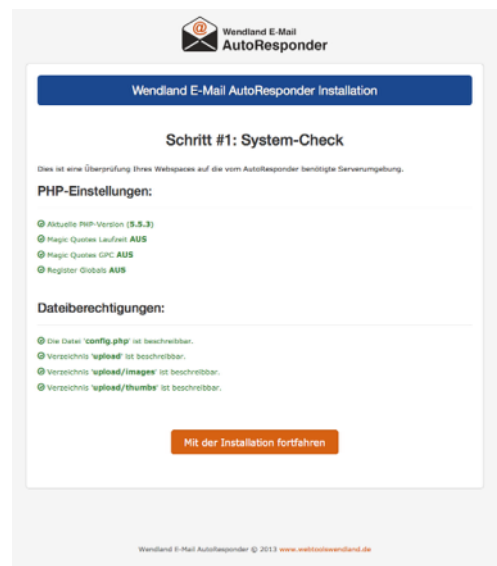 Wendland E-Mail
AutoResponder
Wendland E-Mail AutoResponder Installation
Schritt #1: System-Check
Dies ist eine Überprüfung Ihres Webspaces auf die vom AutoResponder benötigte Serverumgebung.
PHP-Einstellungen:
Aktuelle PHP-Version (5.5.3)
Magic Quotes Laufzeit AUS
Magic Quotes GPC AUS
Register Globals AUS
Dateiberechtigungen:
Die Datei 'config.php' ist beschreibbar.
Verzeichnis 'upload' ist beschreibbar.
Verzeichnis 'upload/images' ist beschreibbar.
Verzeichnis 'upload/thumbs' ist beschreibbar.
Mit der Installation fortfahren
Wendland E-Mail AutoResponder © 2013 www.webtoolswendland.de